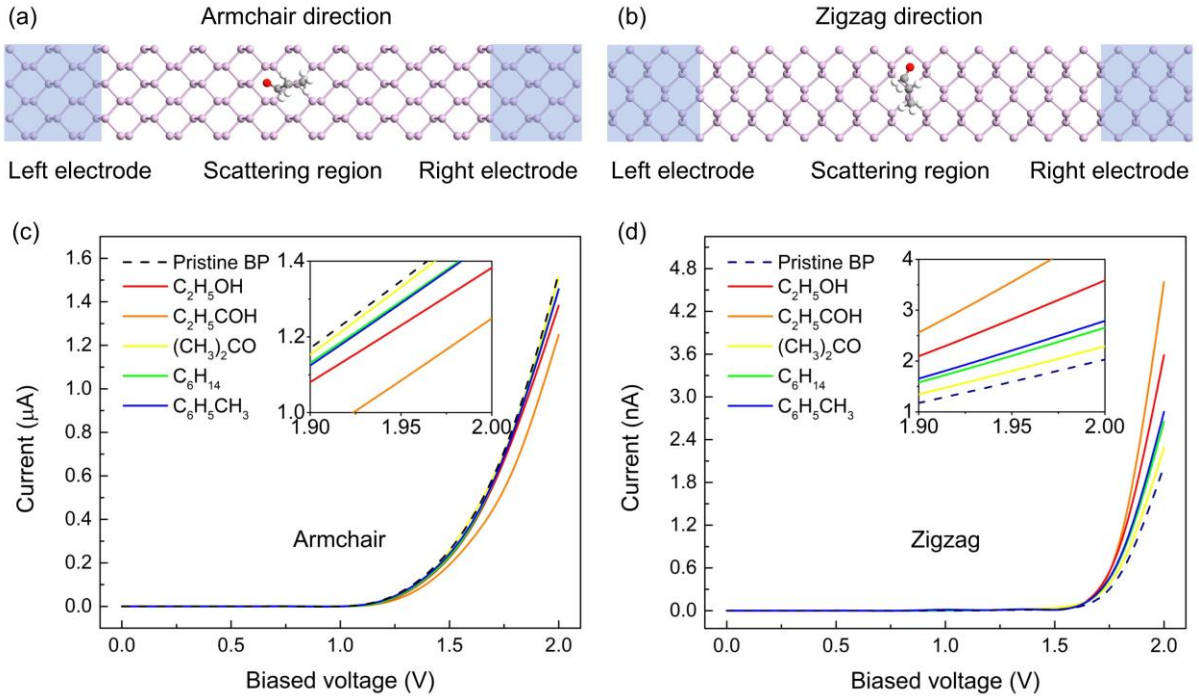 (a) Armchair direction
Left electrode Scattering region Right electrode
(b) Zigzag direction
Left electrode Scattering region Right electrode
(c)
Current (μA)
1.6
1.4
1.2
1.0
0.8
0.6
0.4
0.2
0.0
Pristine BP
C₂H₅OH
C₂H₅COH
(CH₃)₂CO
C₆H₁₄
C₆H₅CH₃
1.4
1.2
1.0
1.90 1.95 2.00
Armchair
0.0 0.5 1.0 1.5 2.0
Biased voltage (V)
(d)
Current (nA)
4.8
4.2
3.6
3.0
2.4
1.8
1.2
0.6
0.0
Pristine BP
C₂H₅OH
C₂H₅COH
(CH₃)₂CO
C₆H₁₄
C₆H₅CH₃
4
3
2
1
1.90 1.95 2.00
Zigzag
0.0 0.5 1.0 1.5 2.0
Biased voltage (V)